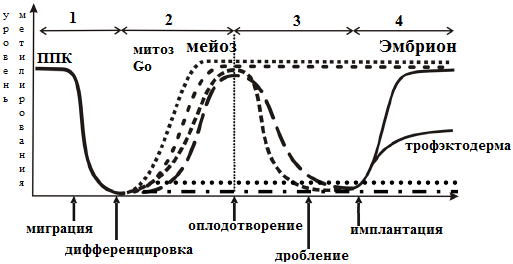 уровень
метилирования
1 2 3 4
ППК
митоз
Go
мейоз
Эмбрион
трофэктодерма
миграция
дифференцировка
оплодотворение
дробление
имплантация